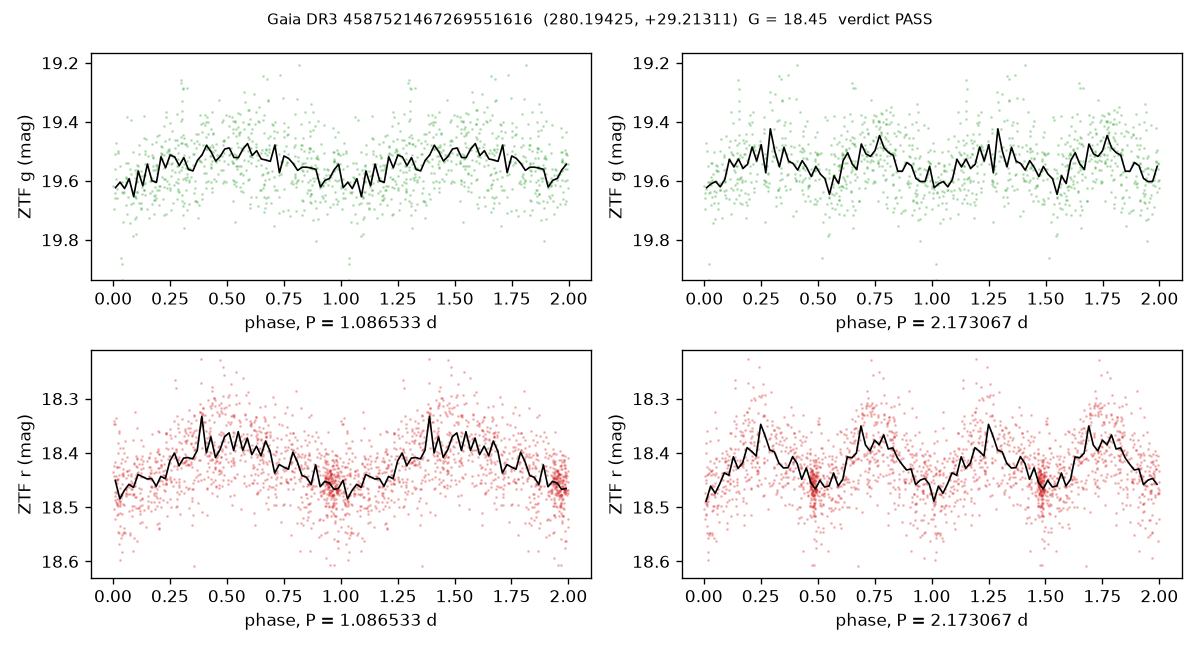 Gaia DR3 4587521467269551616 (280.19425, +29.21311) G = 18.45 verdict PASS
ZTF g (mag)
19.2
19.4
19.6
19.8
0.00 0.25 0.50 0.75 1.00 1.25 1.50 1.75 2.00
phase, P = 1.086533 d
ZTF g (mag)
19.2
19.4
19.6
19.8
0.00 0.25 0.50 0.75 1.00 1.25 1.50 1.75 2.00
phase, P = 2.173067 d
ZTF r (mag)
18.3
18.4
18.5
18.6
0.00 0.25 0.50 0.75 1.00 1.25 1.50 1.75 2.00
phase, P = 1.086533 d
ZTF r (mag)
18.3
18.4
18.5
18.6
0.00 0.25 0.50 0.75 1.00 1.25 1.50 1.75 2.00
phase, P = 2.173067 d